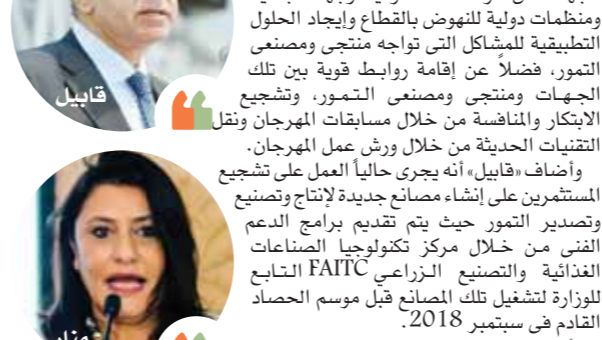 ومنظمات دولية للنهوض بالقطاع وإيجاد الحلول
التطبيقية للمشاكل التى تواجه منتجى ومصنعى
التمور، فضلاً عن إقامة روابط قوية بين تلك
الجهات ومنتجى ومصنعى التمور، وتشجيع
الابتكار والمنافسة من خلال مسابقات المهرجان ونقل
التقنيات الحديثة من خلال ورش عمل المهرجان.
وأضاف «قابيل» أنه يجرى حالياً العمل على تشجيع
المستثمرين على إنشاء مصانع جديدة لإنتاج وتصنيع
وتصدير التمور حيث يتم تقديم برامج الدعم
الفنى من خلال مركز تكنولوجيا الصناعات
الغذائية والتصنيع الزراعي FAITC التابع
للوزارة لتشغيل تلك المصانع قبل موسم الحصاد
القادم فى سبتمبر 2018.
قابيل